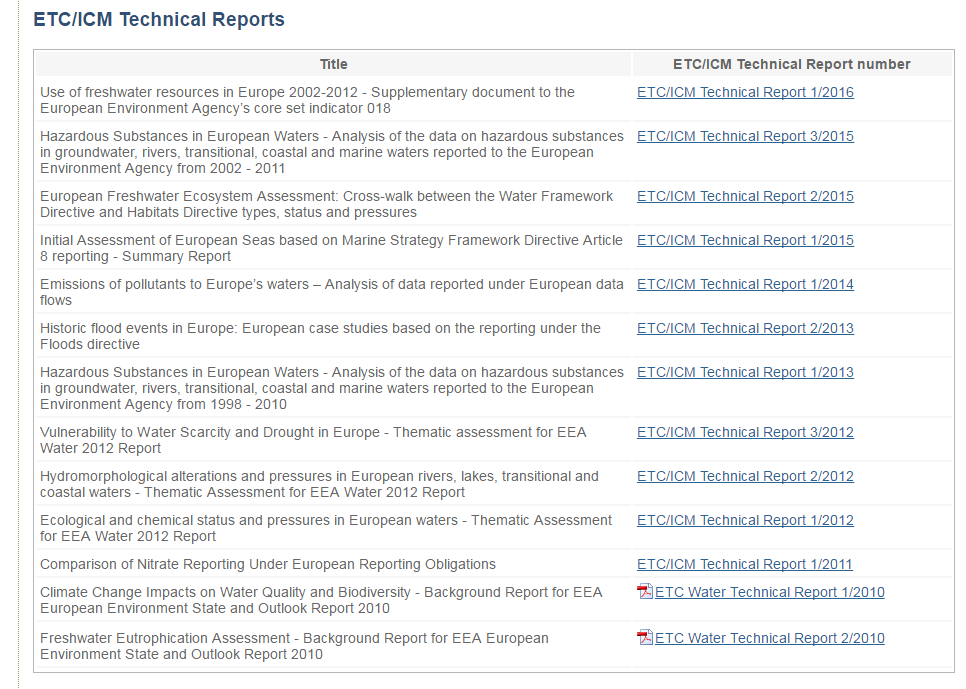 ETC/ICM Technical Reports
Title ETC/ICM Technical Report number
Use of freshwater resources in Europe 2002-2012 - Supplementary document to the ETC/ICM Technical Report 1/2016
European Environment Agency’s core set indicator 018
Hazardous Substances in European Waters - Analysis of the data on hazardous substances ETC/ICM Technical Report 3/2015
in groundwater, rivers, transitional, coastal and marine waters reported to the European
Environment Agency from 2002 - 2011
European Freshwater Ecosystem Assessment: Cross-walk between the Water Framework ETC/ICM Technical Report 2/2015
Directive and Habitats Directive types, status and pressures
Initial Assessment of European Seas based on Marine Strategy Framework Directive Article ETC/ICM Technical Report 1/2015
8 reporting - Summary Report
Emissions of pollutants to Europe’s waters – Analysis of data reported under European data ETC/ICM Technical Report 1/2014
flows
Historic flood events in Europe: European case studies based on the reporting under the ETC/ICM Technical Report 2/2013
Floods directive
Hazardous Substances in European Waters - Analysis of the data on hazardous substances ETC/ICM Technical Report 1/2013
in groundwater, rivers, transitional, coastal and marine waters reported to the European
Environment Agency from 1998 - 2010
Vulnerability to Water Scarcity and Drought in Europe - Thematic assessment for EEA ETC/ICM Technical Report 3/2012
Water 2012 Report
Hydromorphological alterations and pressures in European rivers, lakes, transitional and ETC/ICM Technical Report 2/2012
coastal waters - Thematic Assessment for EEA Water 2012 Report
Ecological and chemical status and pressures in European waters - Thematic Assessment ETC/ICM Technical Report 1/2012
for EEA Water 2012 Report
Comparison of Nitrate Reporting Under European Reporting Obligations ETC/ICM Technical Report 1/2011
Climate Change Impacts on Water Quality and Biodiversity - Background Report for EEA ETC Water Technical Report 1/2010
European Environment State and Outlook Report 2010
Freshwater Eutrophication Assessment - Background Report for EEA European ETC Water Technical Report 2/2010
Environment State and Outlook Report 2010